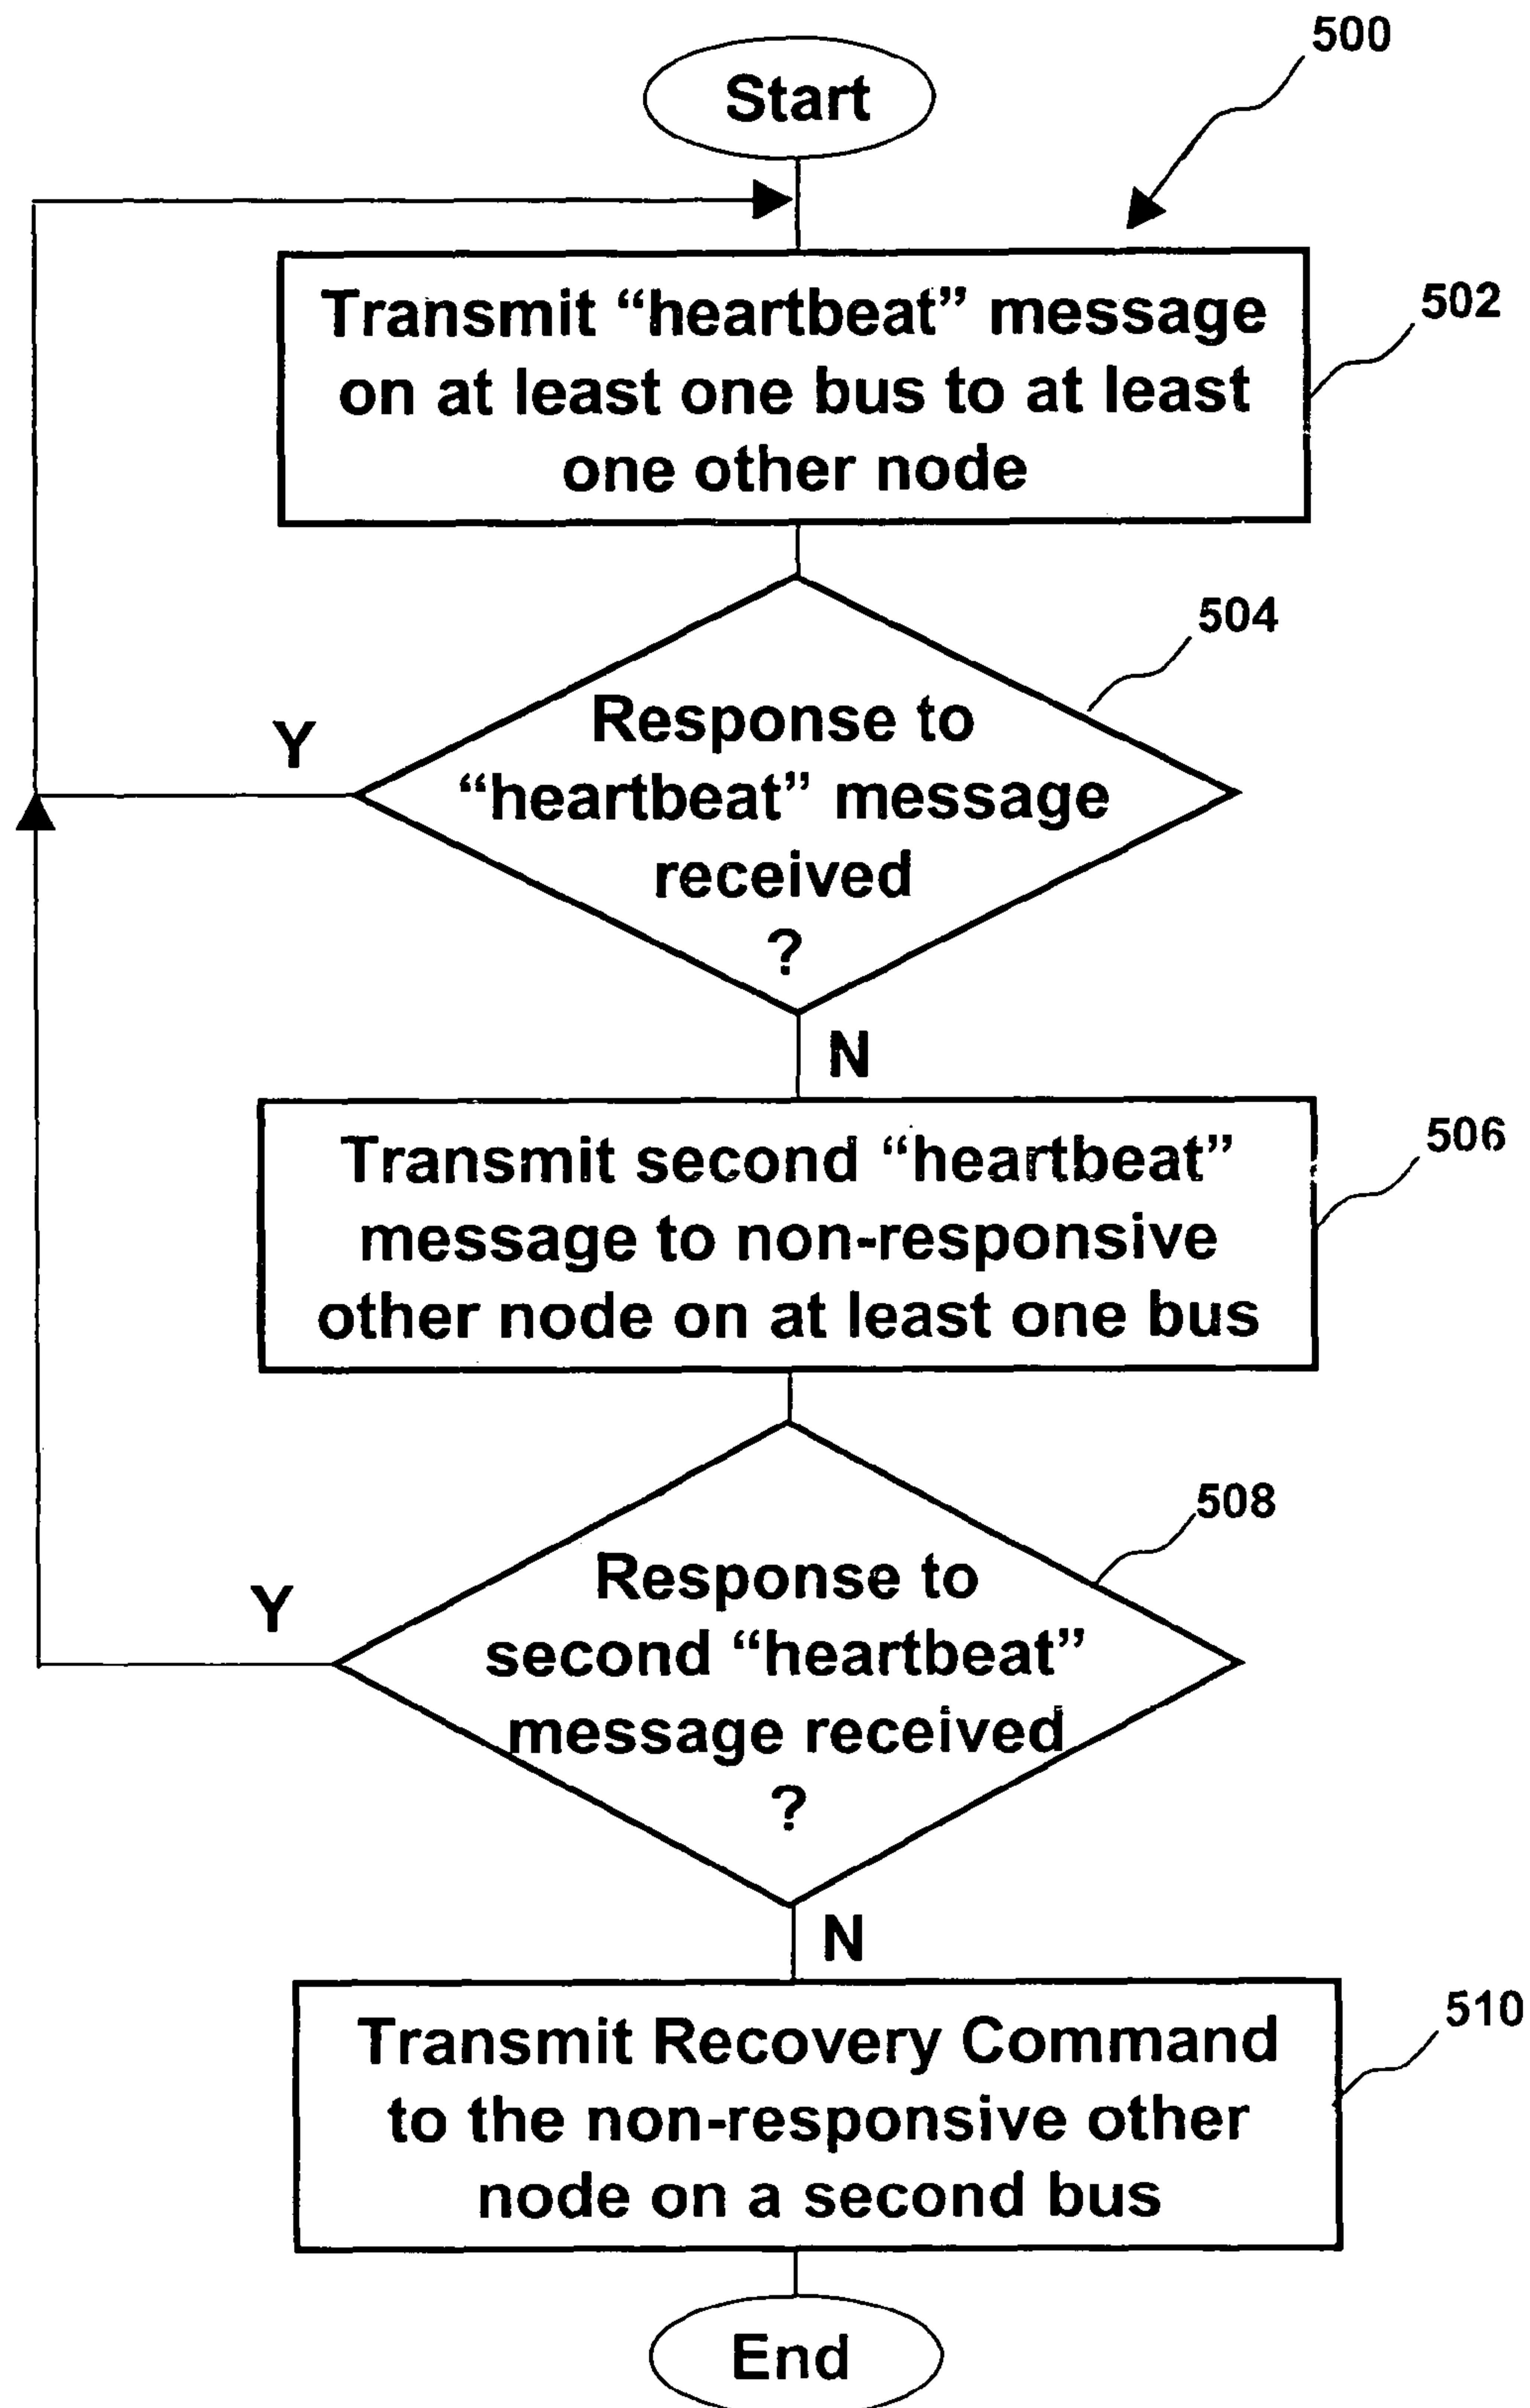 500
Start
Transmit “heartbeat” message
on at least one bus to at least
one other node
502
504
Response to
“heartbeat” message
received
?
Y
N
Transmit second “heartbeat”
message to non-responsive
other node on at least one bus
506
508
Response to
second “heartbeat”
message received
?
Y
N
Transmit Recovery Command
to the non-responsive other
node on a second bus
510
End